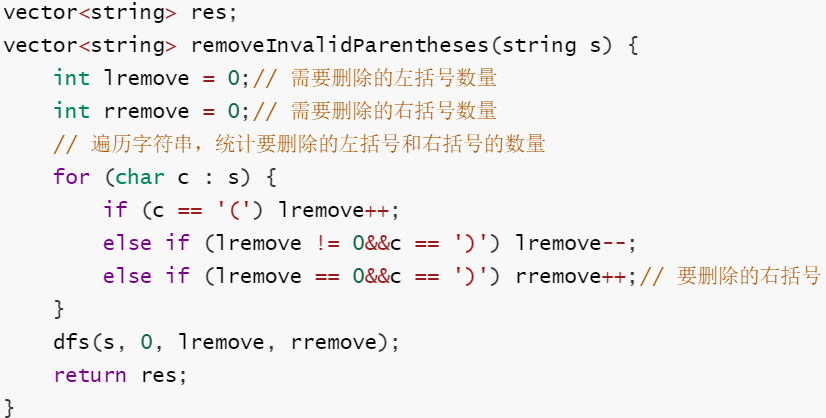 vector<string> res;
vector<string> removeInvalidParentheses(string s) {
    int lremove = 0;// 需要删除的左括号数量
    int rremove = 0;// 需要删除的右括号数量
    // 遍历字符串，统计要删除的左括号和右括号的数量
    for (char c : s) {
        if (c == '(') lremove++;
        else if (lremove != 0&&c == ')') lremove--;
        else if (lremove == 0&&c == ')') rremove++;// 要删除的右括号
    }
    dfs(s, 0, lremove, rremove);
    return res;
}